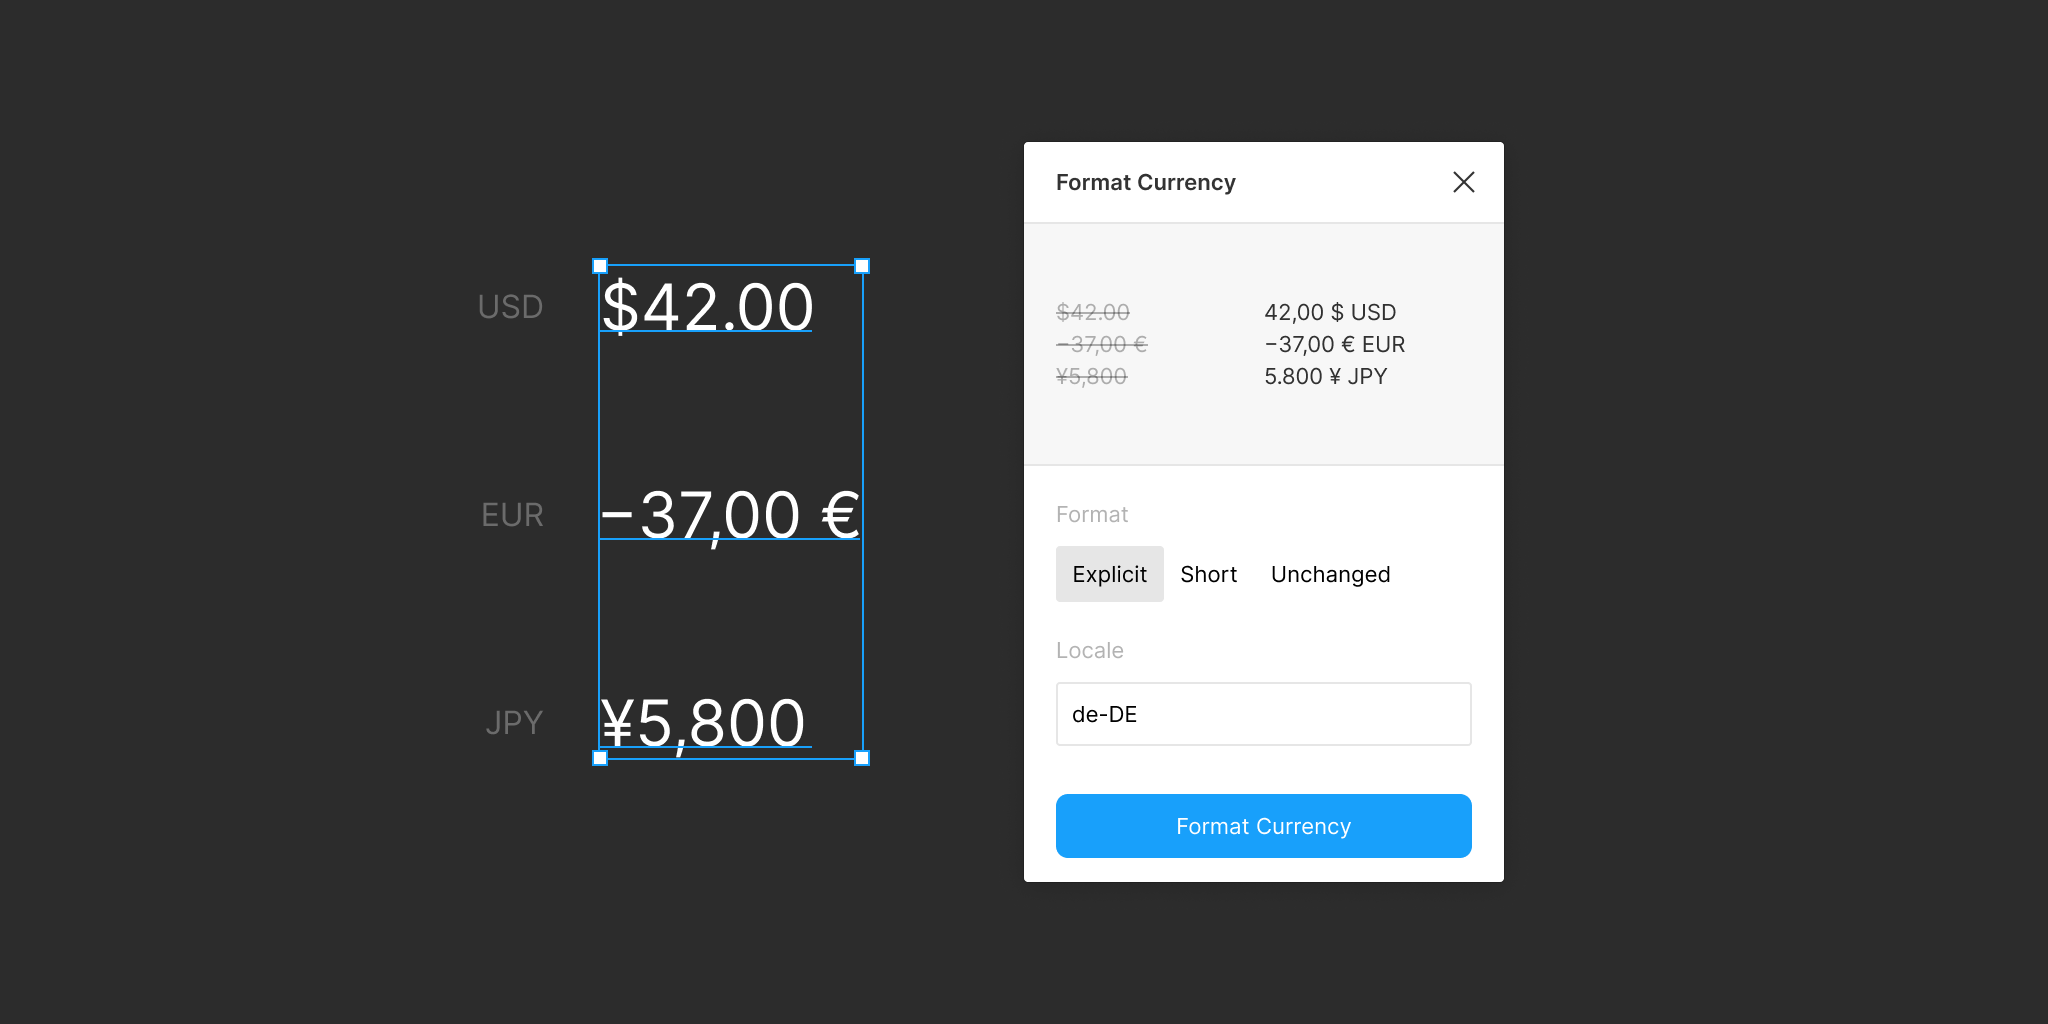 USD
$42.00
EUR
−37,00 €
JPY
¥5,800
Format Currency
$42.00 42,00 $ USD
−37,00 € −37,00 € EUR
¥5,800 5.800 ¥ JPY
Format
Explicit Short Unchanged
Locale
de-DE
Format Currency